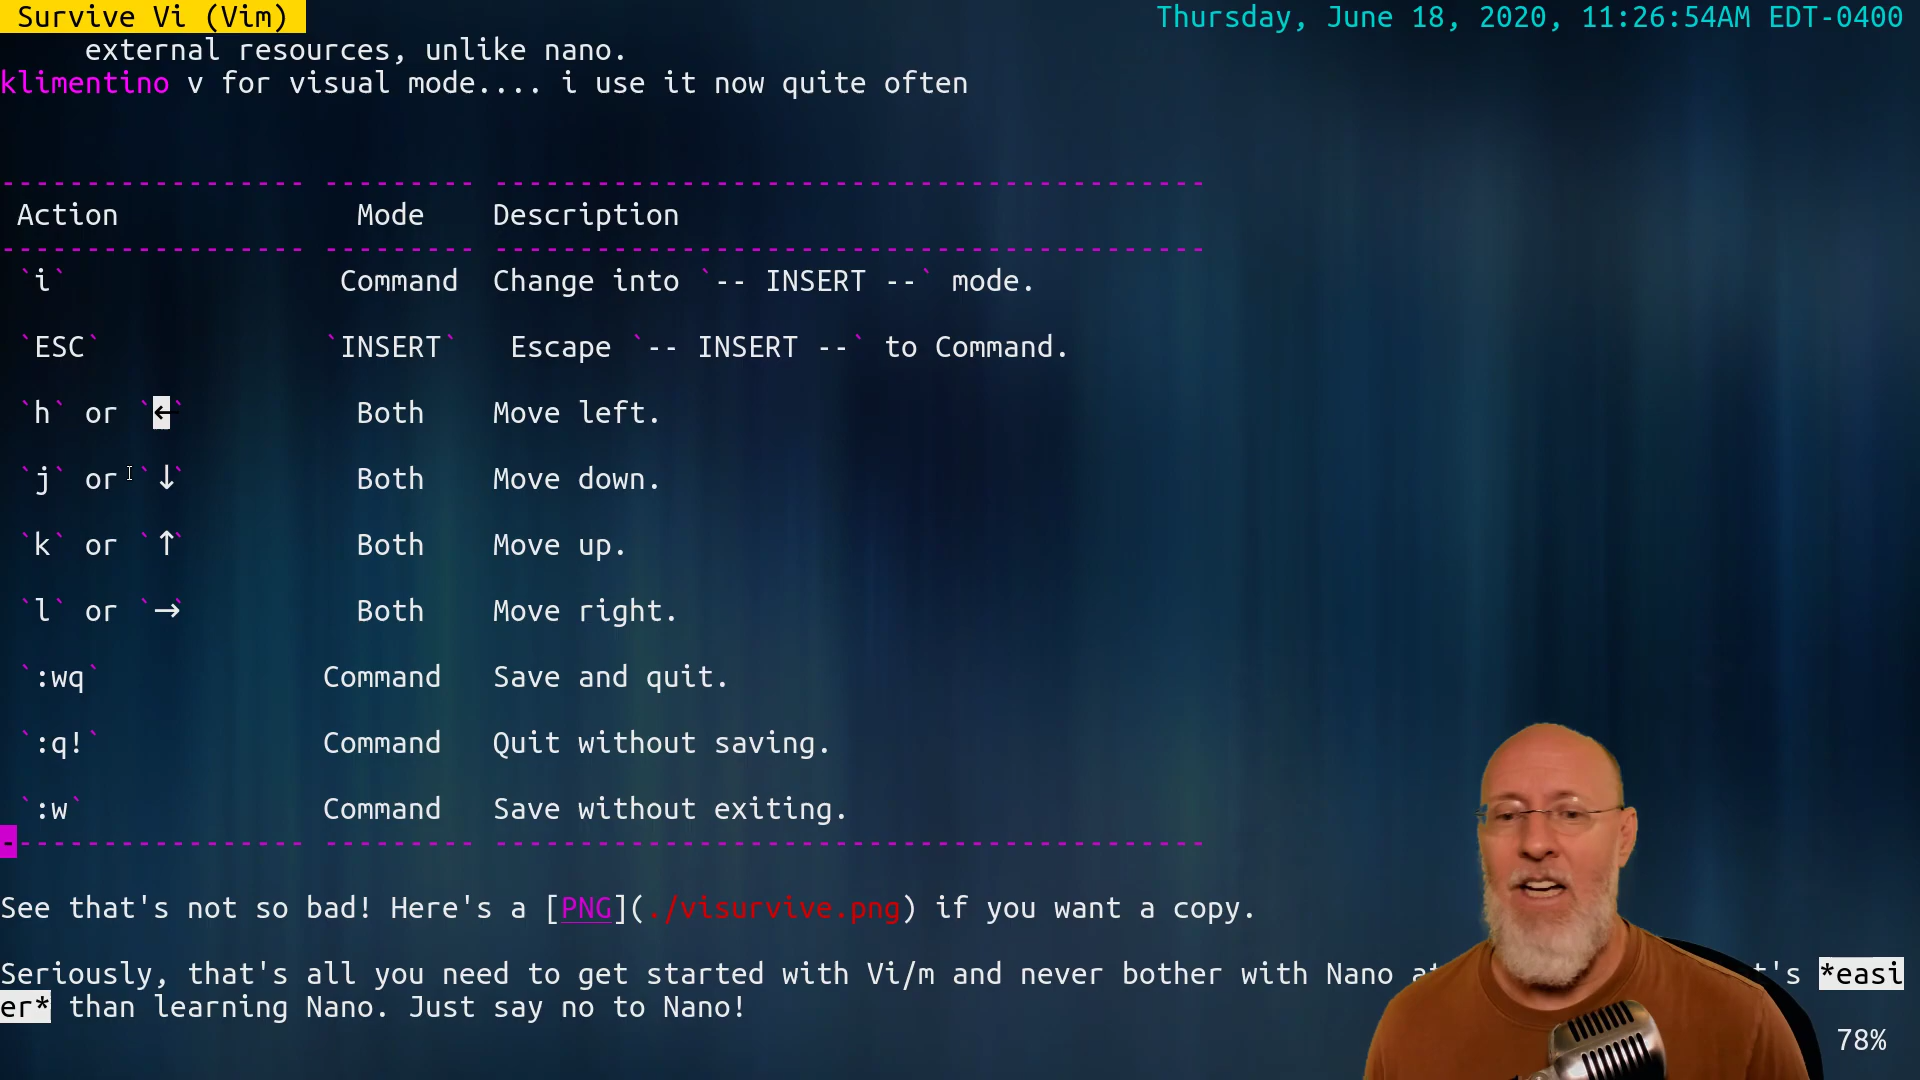 Survive Vi (Vim)
Thursday, June 18, 2020, 11:26:54AM EDT-0400
external resources, unlike nano.
klimentino v for visual mode.... i use it now quite often
----------------- --------- ------------------------------------------
Action Mode Description
----------------- --------- ------------------------------------------
`i` Command Change into `-- INSERT --` mode.
`ESC` `INSERT` Escape `-- INSERT --` to Command.
`h` or `←` Both Move left.
`j` or `↓` Both Move down.
`k` or `↑` Both Move up.
`l` or `→` Both Move right.
`:wq` Command Save and quit.
`:q!` Command Quit without saving.
`:w` Command Save without exiting.
------------------ --------- ------------------------------------------
See that's not so bad! Here's a [PNG](./visurvive.png) if you want a copy.
Seriously, that's all you need to get started with Vi/m and never bother with Nano *easi
er* than learning Nano. Just say no to Nano!
78%